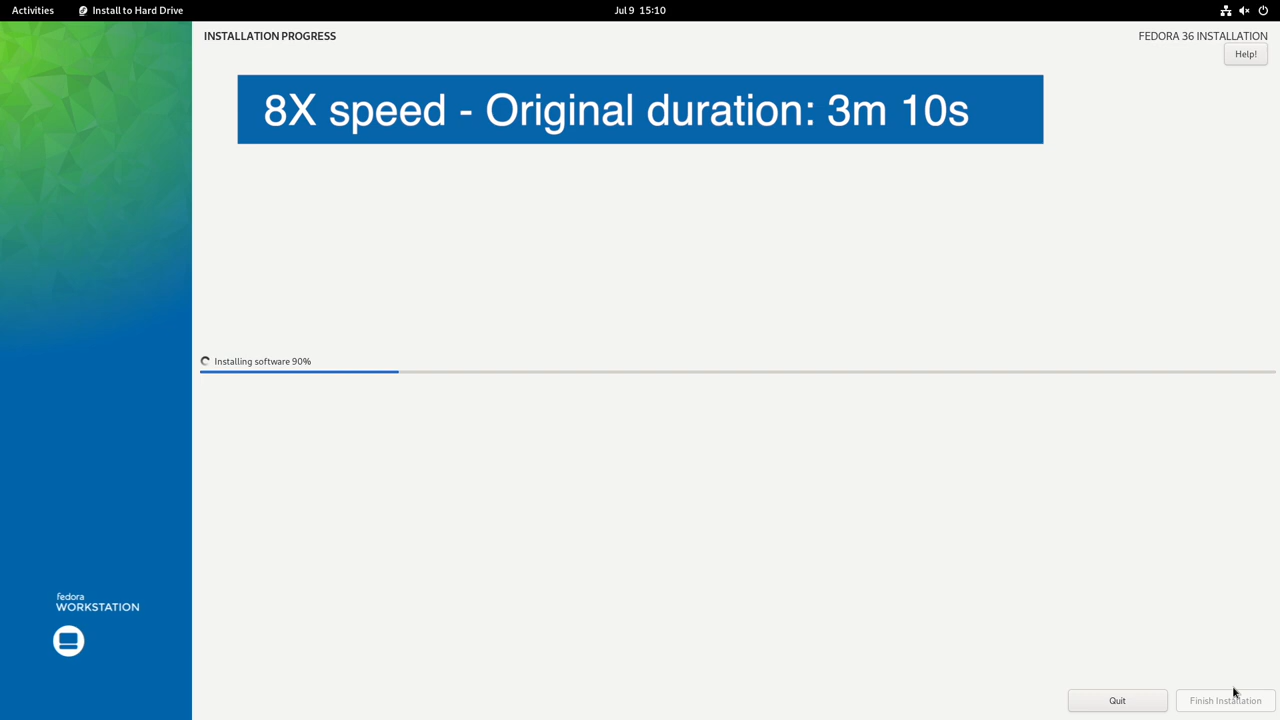 Activities
Install to Hard Drive
Jul 9 15:10
INSTALLATION PROGRESS
FEDORA 36 INSTALLATION
Help!
8X speed - Original duration: 3m 10s
Installing software 90%
fedora
WORKSTATION
Quit
Finish Installation